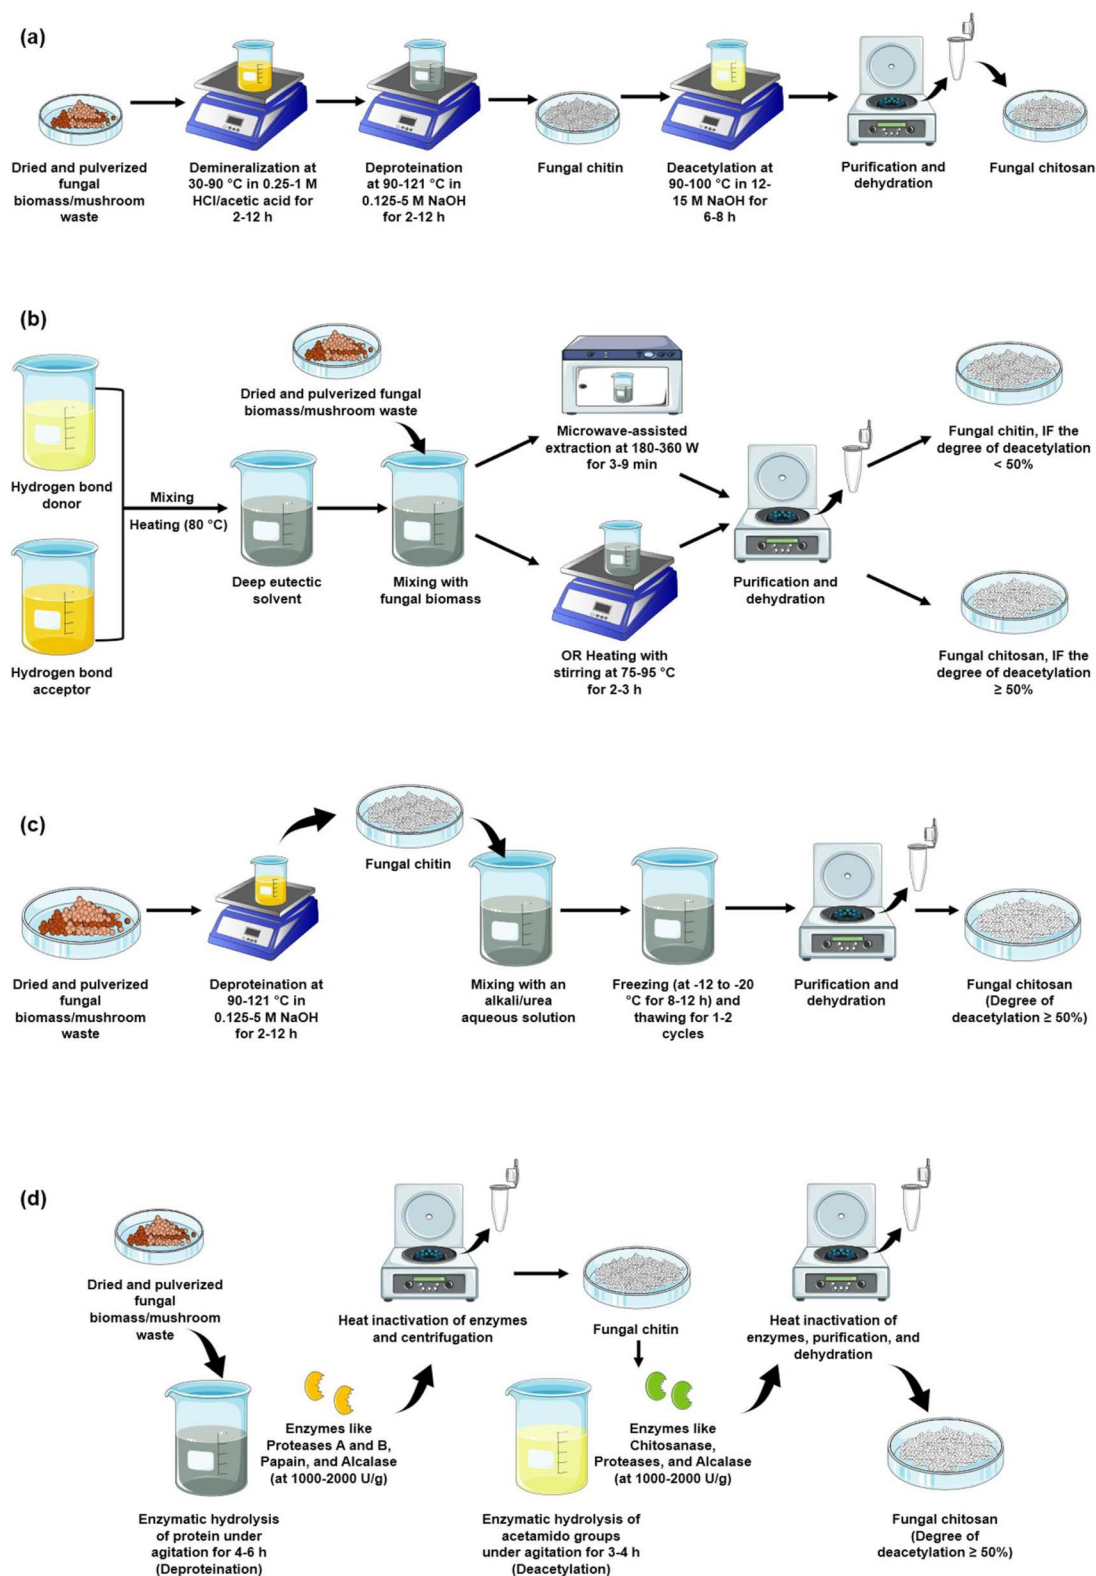 (a)
Dried and pulverized
fungal
biomass/mushroom
waste
Demineralization at
30-90 °C in 0.25-1 M
HCl/acetic acid for
2-12 h
Deproteination
at 90-121 °C in
0.125-5 M NaOH
for 2-12 h
Fungal chitin
Deacetylation at
90-100 °C in 12-
15 M NaOH for
6-8 h
Purification and
dehydration
Fungal chitosan
(b)
Hydrogen bond
donor
Hydrogen bond
acceptor
Mixing
Heating (80 °C)
Deep eutectic
solvent
Dried and pulverized fungal
biomass/mushroom waste
Mixing with
fungal biomass
Microwave-assisted
extraction at 180-360 W
for 3-9 min
OR Heating with
stirring at 75-95 °C
for 2-3 h
Purification and
dehydration
Fungal chitin, IF the
degree of deacetylation
< 50%
Fungal chitosan, IF the
degree of deacetylation
≥ 50%
(c)
Dried and pulverized
fungal
biomass/mushroom
waste
Deproteination at
90-121 °C in
0.125-5 M NaOH
for 2-12 h
Fungal chitin
Mixing with an
alkali/urea
aqueous solution
Freezing (at -12 to -20
°C for 8-12 h) and
thawing for 1-2
cycles
Purification and
dehydration
Fungal chitosan
(Degree of
deacetylation ≥ 50%)
(d)
Dried and pulverized
fungal
biomass/mushroom
waste
Enzymatic hydrolysis
of protein under
agitation for 4-6 h
(Deproteination)
Enzymes like
Proteases A and B,
Papain, and Alcalase
(at 1000-2000 U/g)
Heat inactivation of enzymes
and centrifugation
Fungal chitin
Enzymatic hydrolysis of
acetamido groups
under agitation for 3-4 h
(Deacetylation)
Enzymes like
Chitosanase,
Proteases, and Alcalase
(at 1000-2000 U/g)
Heat inactivation of
enzymes, purification, and
dehydration
Fungal chitosan
(Degree of
deacetylation ≥ 50%)